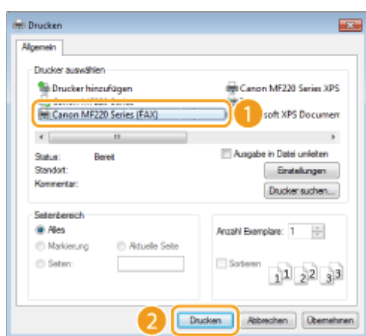 Drucken
Allgemein
Drucker auswählen
Drucker hinzufügen
Canon MF220 Series XPS
Canon MF220 Series (FAX)
1
soft XPS Documen
Status: Bereit
Standort:
Kommentar:
Ausgabe in Datei umleiten
Einstellungen
Drucker suchen...
Seitenbereich
Alles
Markierung
Aktuelle Seite
Seiten:
Anzahl Exemplare: 1
Sortieren
1 1 2 2 3 3
2
Drucken
Abbrechen
Übernehmen